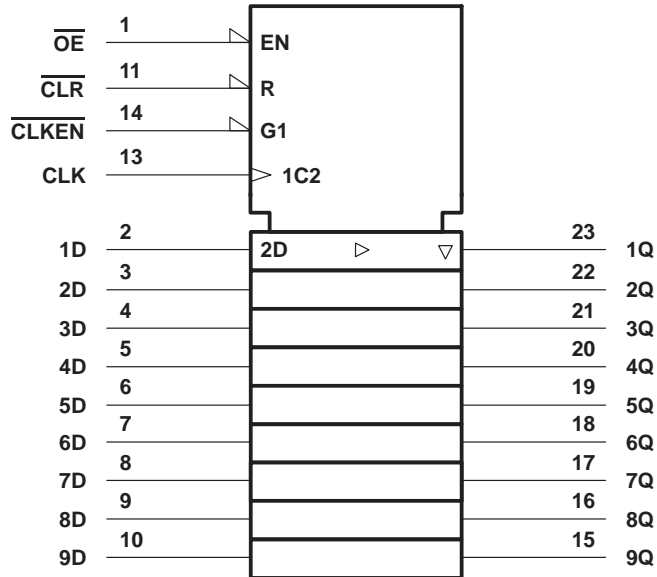 OE 1 EN
CLR 11 R
CLKEN 14 G1
CLK 13 1C2
1D 2 2D 23 1Q
2D 3 22 2Q
3D 4 21 3Q
4D 5 20 4Q
5D 6 19 5Q
6D 7 18 6Q
7D 8 17 7Q
8D 9 16 8Q
9D 10 15 9Q